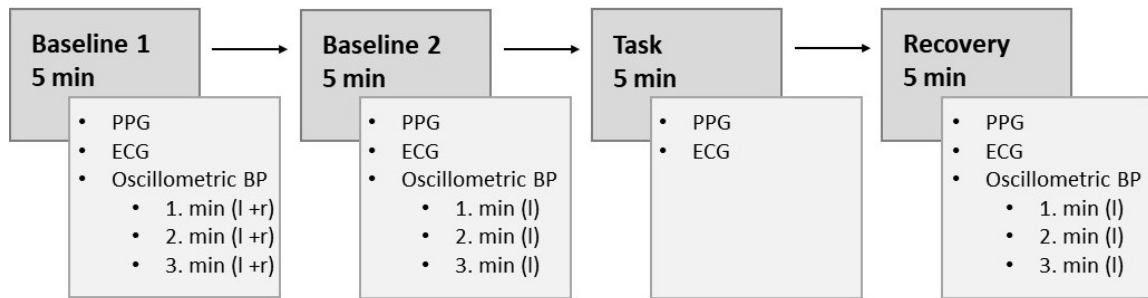 Baseline 1
5 min
• PPG
• ECG
• Oscillometric BP
• 1. min (l +r)
• 2. min (l +r)
• 3. min (l +r)
Baseline 2
5 min
• PPG
• ECG
• Oscillometric BP
• 1. min (l)
• 2. min (l)
• 3. min (l)
Task
5 min
• PPG
• ECG
Recovery
5 min
• PPG
• ECG
• Oscillometric BP
• 1. min (l)
• 2. min (l)
• 3. min (l)